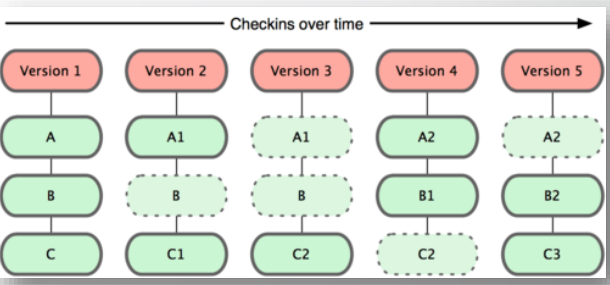 Checkins over time
Version 1 Version 2 Version 3 Version 4 Version 5
A A1 A1 A2 A2
B B B B1 B2
C C1 C2 C2 C3